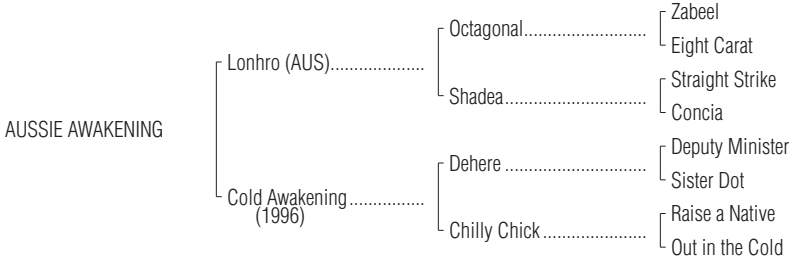 Zabeel
Octagonal........................
Eight Carat
Lonhro (AUS)...................
Straight Strike
Shadea............................
Concia
AUSSIE AWAKENING
Deputy Minister
Dehere ...........................
Sister Dot
Cold Awakening...............
(1996)
Raise a Native
Chilly Chick.....................
Out in the Cold